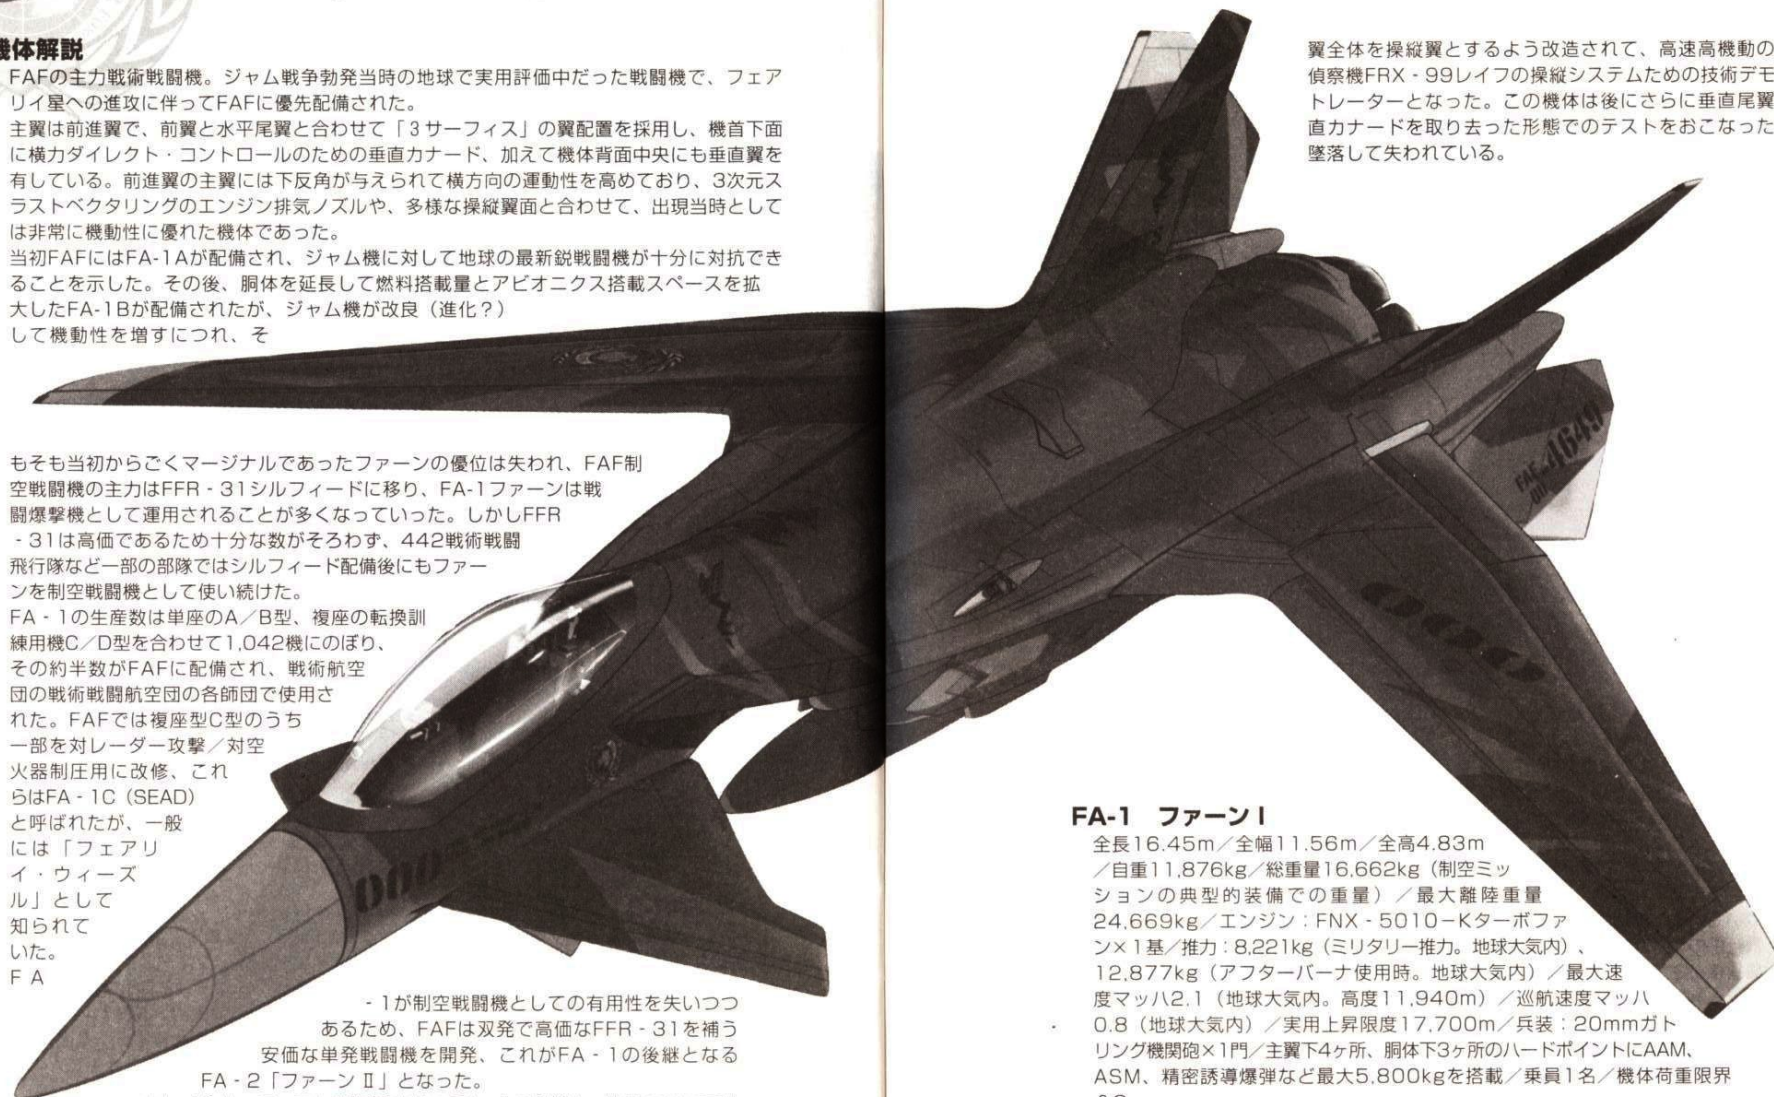 機体解説
FAFの主力戦術戦闘機。ジャム戦争勃発当時の地球で実用評価中だった戦闘機で、フェア
リイ星への進攻に伴ってFAFに優先配備された。
主翼は前進翼で、前翼と水平尾翼と合わせて「3サーフィス」の翼配置を採用し、機首下面
に横力ダイレクト・コントロールのための垂直カナード、加えて機体背面中央にも垂直翼を
有している。前進翼の主翼には下反角が与えられて横方向の運動性を高めており、3次元ス
ラストベクタリングのエンジン排気ノズルや、多様な操縦翼面と合わせて、出現当時として
は非常に機動性に優れた機体であった。
当初FAFにはFA-1Aが配備され、ジャム機に対して地球の最新鋭戦闘機が十分に対抗でき
ることを示した。その後、胴体を延長して燃料搭載量とアビオニクス搭載スペースを拡
大したFA-1Bが配備されたが、ジャム機が改良（進化？）
して機動性を増すにつれ、そ
もそも当初からごくマージナルであったファーンの優位は失われ、FAF制
空戦闘機の主力はFFR‐31シルフィードに移り、FA-1ファーンは戦
闘爆撃機として運用されることが多くなっていった。しかしFFR
‐31は高価であるため十分な数がそろわず、442戦術戦闘
飛行隊など一部の部隊ではシルフィード配備後にもファー
ンを制空戦闘機として使い続けた。
FA‐1の生産数は単座のA／B型、複座の転換訓
練用機C／D型を合わせて1,042機にのぼり、
その約半数がFAFに配備され、戦術航空
団の戦術戦闘航空団の各師団で使用さ
れた。FAFでは複座型C型のうち
一部を対レーダー攻撃／対空
火器制圧用に改修、これ
らはFA‐1C（SEAD）
と呼ばれたが、一般
には「フェアリ
イ・ウィーズ
ル」として
知られて
いた。
FA
‐1が制空戦闘機としての有用性を失いつつ
あるため、FAFは双発で高価なFFR‐31を補う
安価な単発戦闘機を開発、これがFA‐1の後継となる
FA‐2「ファーン Ⅱ」となった。
翼全体を操縦翼とするよう改造されて、高速高機動の
偵察機FRX‐99レイフの操縦システムための技術デモ
トレーターとなった。この機体は後にさらに垂直尾翼
直カナードを取り去った形態でのテストをおこなった
墜落して失われている。
FAF
4649
000
000
FA-1 ファーンⅠ
全長16.45m／全幅11.56m／全高4.83m
／自重11,876kg／総重量16,662kg（制空ミッ
ションの典型的装備での重量）／最大離陸重量
24,669kg／エンジン：FNX‐5010－Kターボファ
ン×1基／推力：8,221kg（ミリタリー推力。地球大気内）、
12,877kg（アフターバーナ使用時。地球大気内）／最大速
度マッハ2.1（地球大気内。高度11,940m）／巡航速度マッハ
0.8（地球大気内）／実用上昇限度17,700m／兵装：20mmガト
リング機関砲×1門／主翼下4ヶ所、胴体下3ヶ所のハードポイントにAAM、
ASM、精密誘導爆弾など最大5,800kgを搭載／乗員1名／機体荷重限界